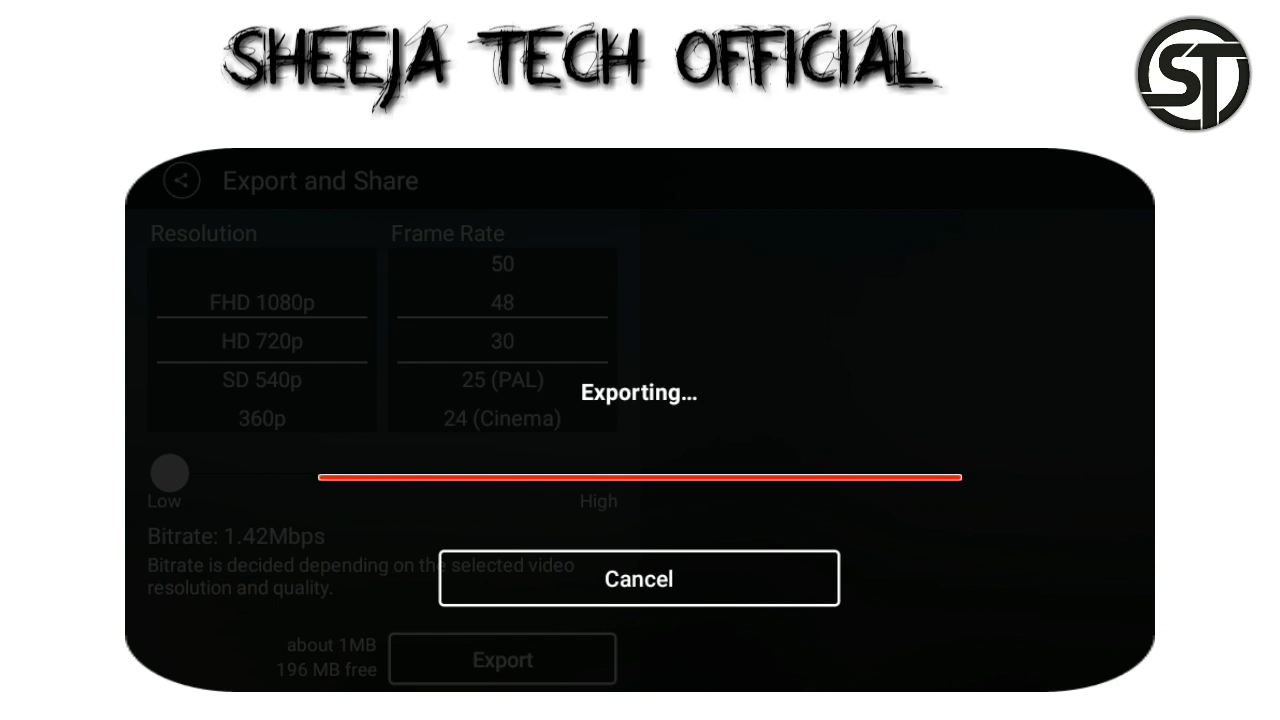 SHEEJA TECH OFFICIAL
ST
Export and Share
Resolution
Frame Rate
50
FHD 1080p
48
HD 720p
30
SD 540p
25 (PAL)
360p
24 (Cinema)
Exporting...
Low
High
Bitrate: 1.42Mbps
Bitrate is decided depending on the selected video
resolution and quality.
Cancel
about 1MB
196 MB free
Export